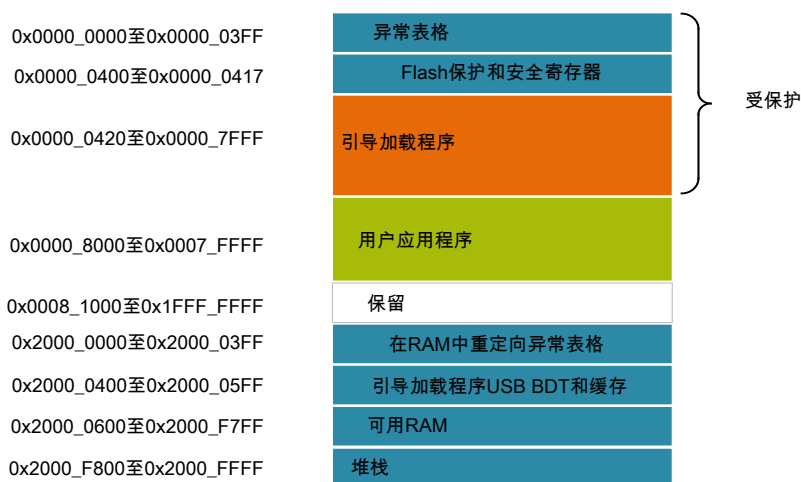 0x0000_0000至0x0000_03FF 异常表格
0x0000_0400至0x0000_0417 Flash保护和安全寄存器
受保护
0x0000_0420至0x0000_7FFF 引导加载程序
0x0000_8000至0x0007_FFFF 用户应用程序
0x0008_1000至0x1FFF_FFFF 保留
0x2000_0000至0x2000_03FF 在RAM中重定向异常表格
0x2000_0400至0x2000_05FF 引导加载程序USB BDT和缓存
0x2000_0600至0x2000_F7FF 可用RAM
0x2000_F800至0x2000_FFFF 堆栈